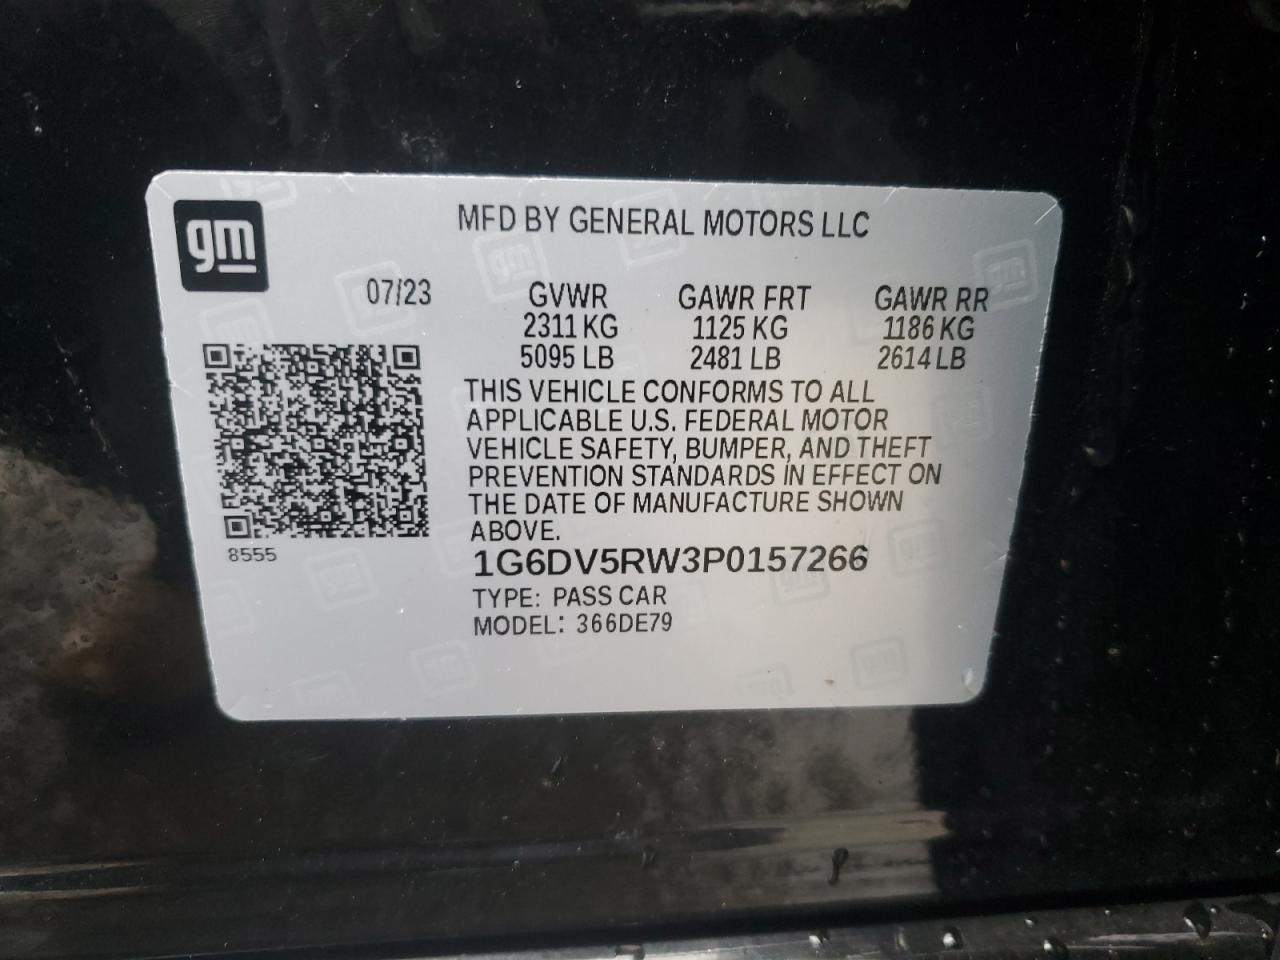 gm
MFD BY GENERAL MOTORS LLC
07/23 GVWR GAWR FRT GAWR RR
2311 KG 1125 KG 1186 KG
5095 LB 2481 LB 2614 LB
THIS VEHICLE CONFORMS TO ALL
APPLICABLE U.S. FEDERAL MOTOR
VEHICLE SAFETY, BUMPER, AND THEFT
PREVENTION STANDARDS IN EFFECT ON
THE DATE OF MANUFACTURE SHOWN
ABOVE.
8555
1G6DV5RW3P0157266
TYPE: PASS CAR
MODEL: 366DE79